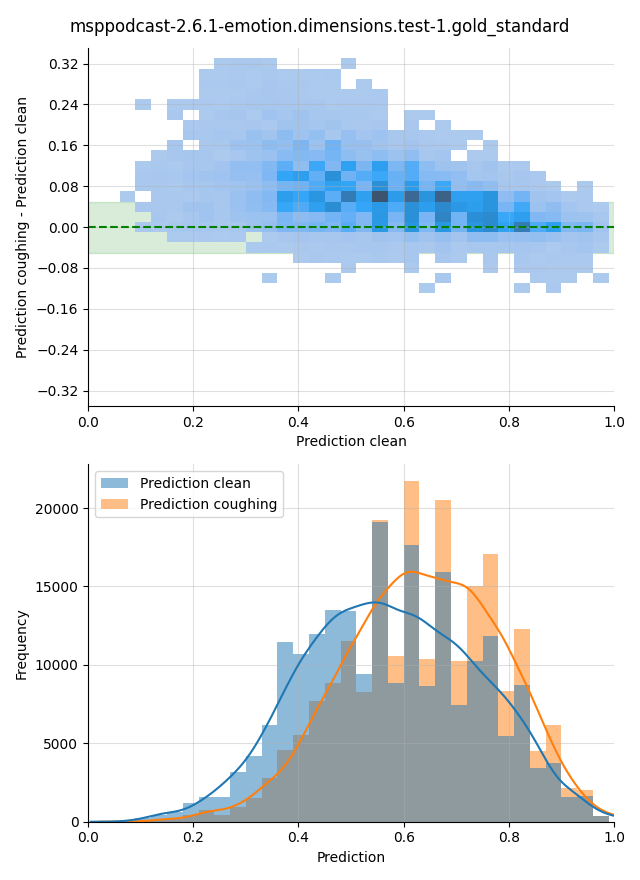 msppodcast-2.6.1-emotion.dimensions.test-1.gold_standard
Prediction coughing - Prediction clean
0.32
0.24
0.16
0.08
0.00
−0.08
−0.16
−0.24
−0.32
0.0 0.2 0.4 0.6 0.8 1.0
Prediction clean
Prediction clean
Prediction coughing
Frequency
20000
15000
10000
5000
0
0.0 0.2 0.4 0.6 0.8 1.0
Prediction